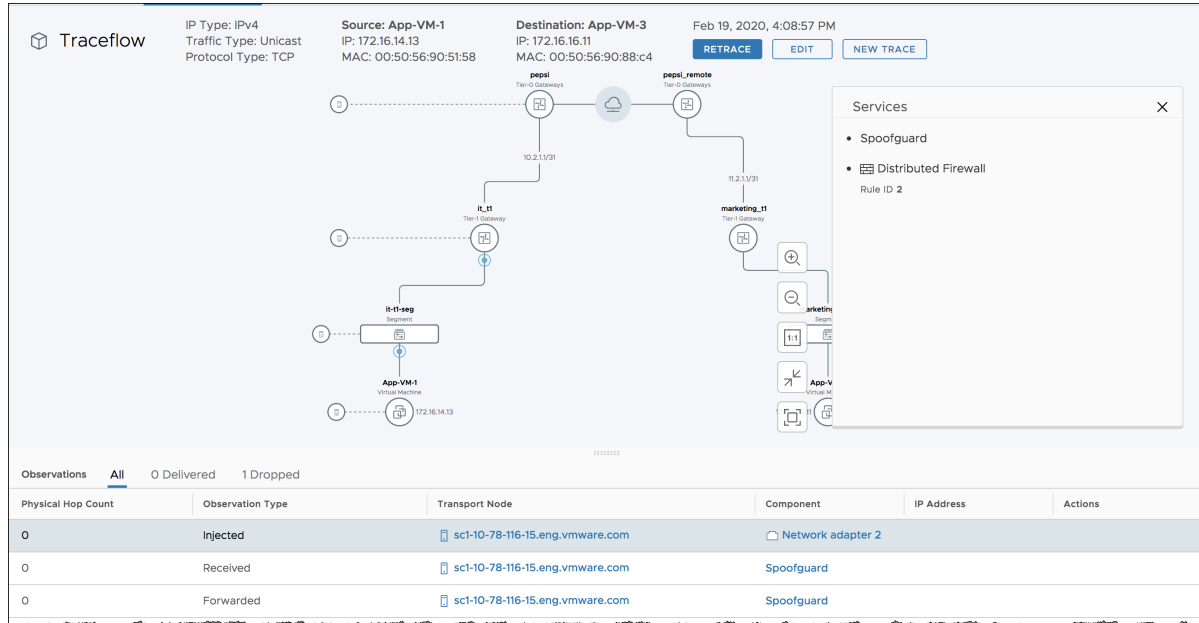 Traceflow
IP Type: IPv4
Traffic Type: Unicast
Protocol Type: TCP
Source: App-VM-1
IP: 172.16.14.13
MAC: 00:50:56:90:51:58
Destination: App-VM-3
IP: 172.16.16.11
MAC: 00:50:56:90:88:c4
Feb 19, 2020, 4:08:57 PM
RETRACE EDIT NEW TRACE
pepsi
Tier-0 Gateways
pepsi_remote
Tier-0 Gateways
10.2.1.1/31
11.2.1.1/31
it_t1
Tier-1 Gateway
marketing_t1
Tier-1 Gateway
it-t1-seg
Segment
App-VM-1
Virtual Machine
172.16.14.13
1:1
Services
Spoofguard
Distributed Firewall
Rule ID 2
Observations All 0 Delivered 1 Dropped
Physical Hop Count Observation Type Transport Node Component IP Address Actions
0 Injected sc1-10-78-116-15.eng.vmware.com Network adapter 2
0 Received sc1-10-78-116-15.eng.vmware.com Spoofguard
0 Forwarded sc1-10-78-116-15.eng.vmware.com Spoofguard